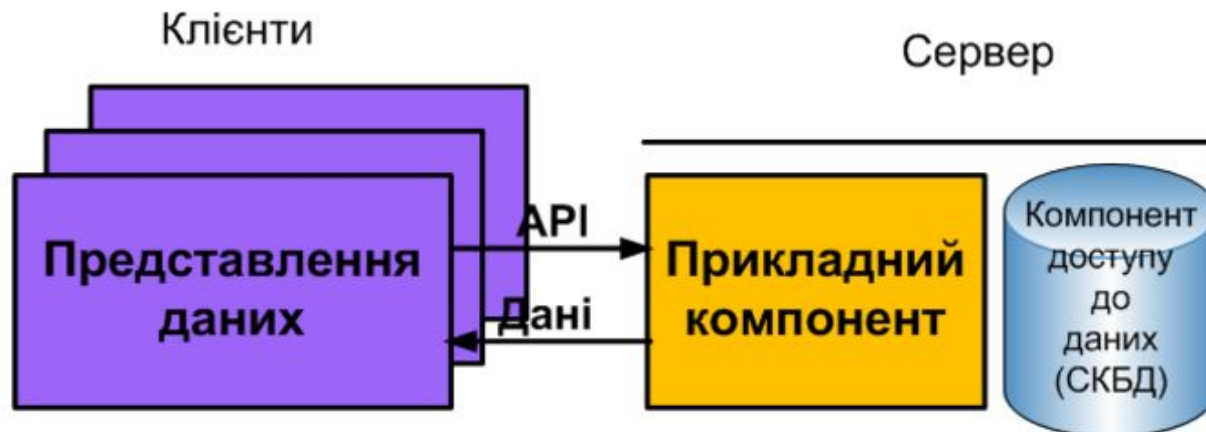 Клієнти
Сервер
Представлення
даних
API
Дані
Прикладний
компонент
Компонент
доступу
до
даних
(СКБД)